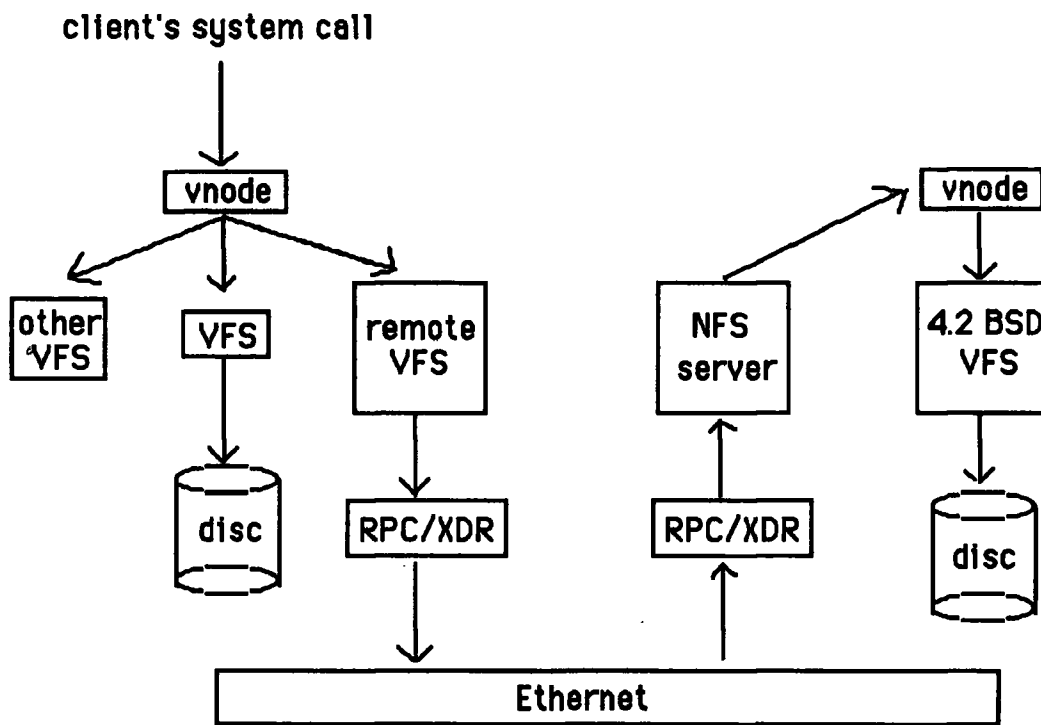 client's system call
vnode
vnode
other
VFS
VFS
remote
VFS
NFS
server
4.2 BSD
VFS
disc
RPC/XDR
RPC/XDR
disc
Ethernet